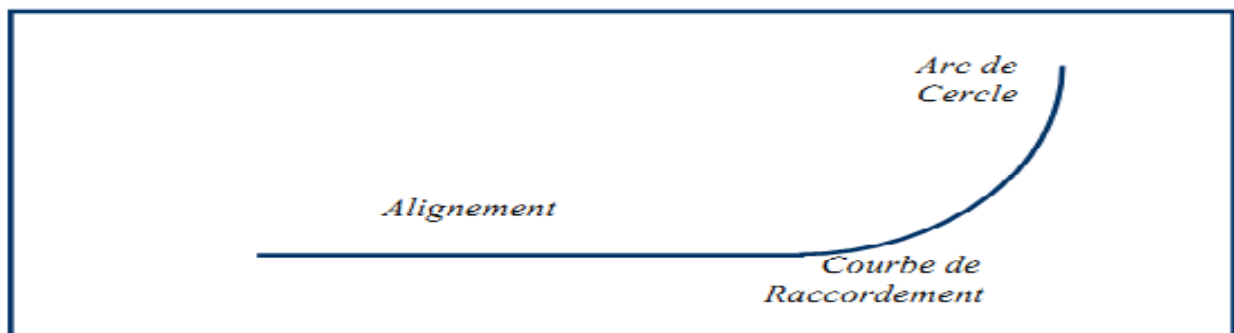 Arc de
Cercle
Alignement
Courbe de
Raccordement